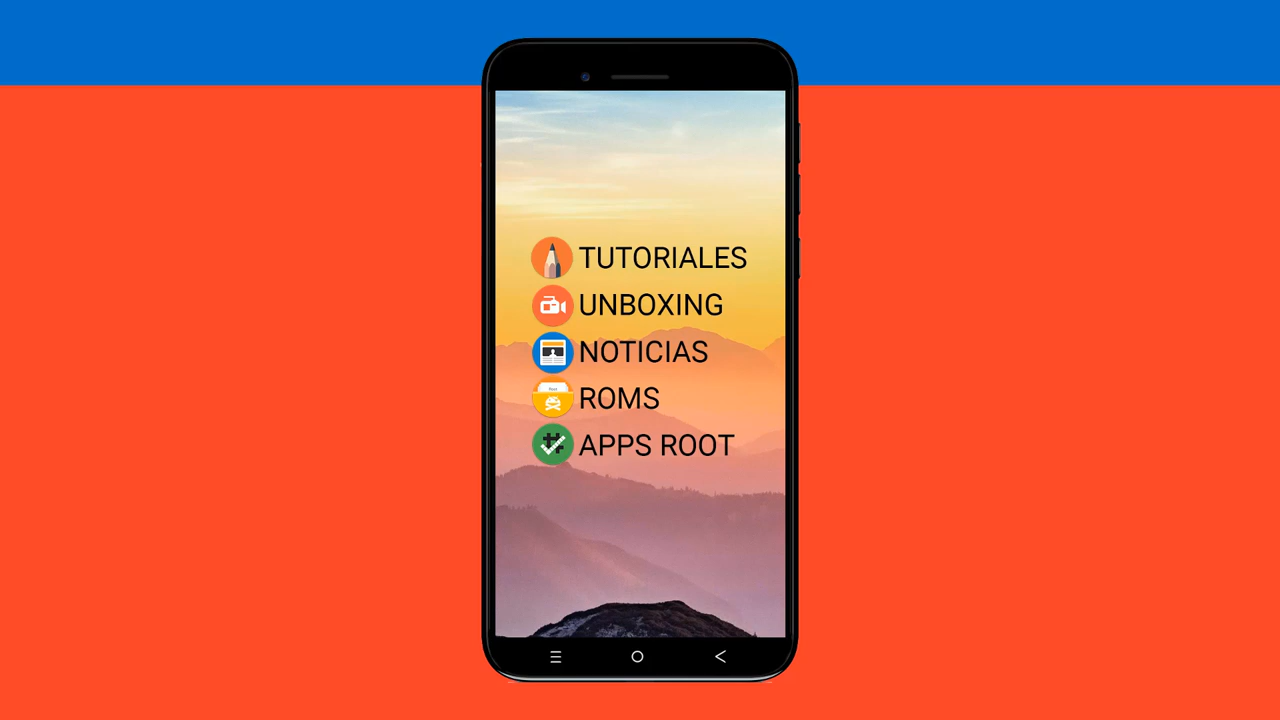 TUTORIALES
UNBOXING
NOTICIAS
ROMS
APPS ROOT